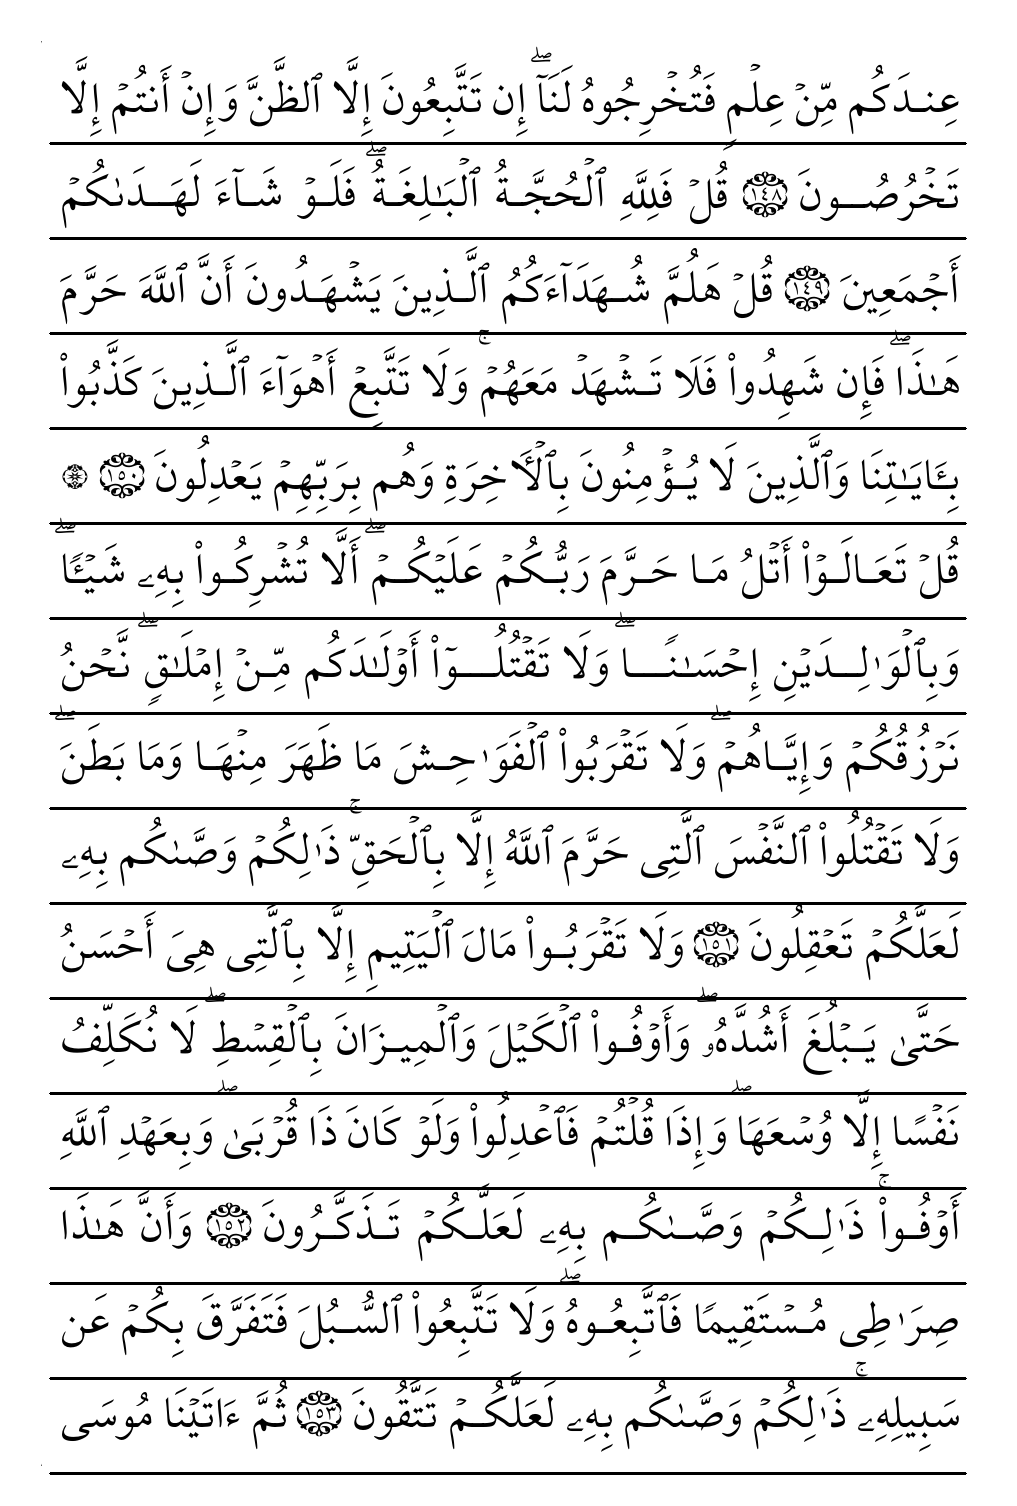 عِندَكُم مِّنۡ عِلۡمٖ فَتُخۡرِجُوهُ لَنَآۖ إِن تَتَّبِعُونَ إِلَّا ٱلظَّنَّ وَإِنۡ أَنتُمۡ إِلَّا
تَخۡرُصُونَ ١٤٨ قُلۡ فَلِلَّهِ ٱلۡحُجَّةُ ٱلۡبَٰلِغَةُۖ فَلَوۡ شَآءَ لَهَدَىٰكُمۡ
أَجۡمَعِينَ ١٤٩ قُلۡ هَلُمَّ شُهَدَآءَكُمُ ٱلَّذِينَ يَشۡهَدُونَ أَنَّ ٱللَّهَ حَرَّمَ
هَٰذَاۖ فَإِن شَهِدُواْ فَلَا تَشۡهَدۡ مَعَهُمۡۚ وَلَا تَتَّبِعۡ أَهۡوَآءَ ٱلَّذِينَ كَذَّبُواْ
بِـَٔايَٰتِنَا وَٱلَّذِينَ لَا يُؤۡمِنُونَ بِٱلۡأٓخِرَةِ وَهُم بِرَبِّهِمۡ يَعۡدِلُونَ ١٥٠ ۞
قُلۡ تَعَالَوۡاْ أَتۡلُ مَا حَرَّمَ رَبُّكُمۡ عَلَيۡكُمۡۖ أَلَّا تُشۡرِكُواْ بِهِۦ شَيۡـٔٗاۖ
وَبِٱلۡوَٰلِدَيۡنِ إِحۡسَٰنٗاۖ وَلَا تَقۡتُلُوٓاْ أَوۡلَٰدَكُم مِّنۡ إِمۡلَٰقٖۖ نَّحۡنُ
نَرۡزُقُكُمۡ وَإِيَّاهُمۡۖ وَلَا تَقۡرَبُواْ ٱلۡفَوَٰحِشَ مَا ظَهَرَ مِنۡهَا وَمَا بَطَنَۖ
وَلَا تَقۡتُلُواْ ٱلنَّفۡسَ ٱلَّتِي حَرَّمَ ٱللَّهُ إِلَّا بِٱلۡحَقِّۚ ذَٰلِكُمۡ وَصَّىٰكُم بِهِۦ
لَعَلَّكُمۡ تَعۡقِلُونَ ١٥١ وَلَا تَقۡرَبُواْ مَالَ ٱلۡيَتِيمِ إِلَّا بِٱلَّتِي هِيَ أَحۡسَنُ
حَتَّىٰ يَبۡلُغَ أَشُدَّهُۥۖ وَأَوۡفُواْ ٱلۡكَيۡلَ وَٱلۡمِيزَانَ بِٱلۡقِسۡطِۖ لَا نُكَلِّفُ
نَفۡسًا إِلَّا وُسۡعَهَاۖ وَإِذَا قُلۡتُمۡ فَٱعۡدِلُواْ وَلَوۡ كَانَ ذَا قُرۡبَىٰۖ وَبِعَهۡدِ ٱللَّهِ
أَوۡفُواْۚ ذَٰلِكُمۡ وَصَّىٰكُم بِهِۦ لَعَلَّكُمۡ تَذَكَّرُونَ ١٥٢ وَأَنَّ هَٰذَا
صِرَٰطِي مُسۡتَقِيمٗا فَٱتَّبِعُوهُۖ وَلَا تَتَّبِعُواْ ٱلسُّبُلَ فَتَفَرَّقَ بِكُمۡ عَن
سَبِيلِهِۦۚ ذَٰلِكُمۡ وَصَّىٰكُم بِهِۦ لَعَلَّكُمۡ تَتَّقُونَ ١٥٣ ثُمَّ ءَاتَيۡنَا مُوسَى